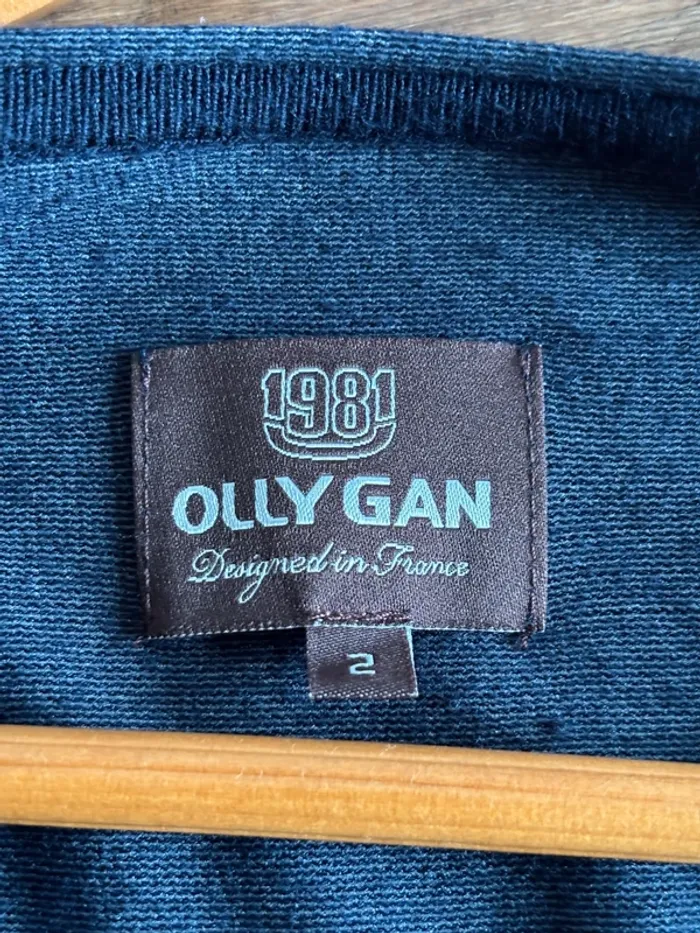 1981
OLLY GAN
Designed in France
2